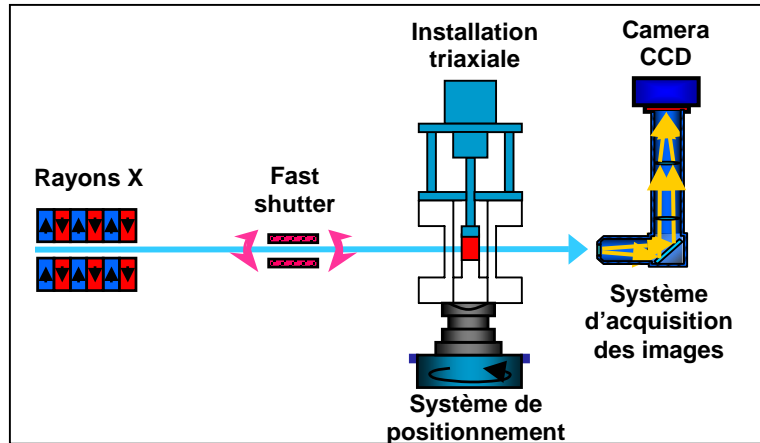 Rayons X
Fast
shutter
Installation
triaxiale
Camera
CCD
Système
d’acquisition
des images
Système de
positionnement